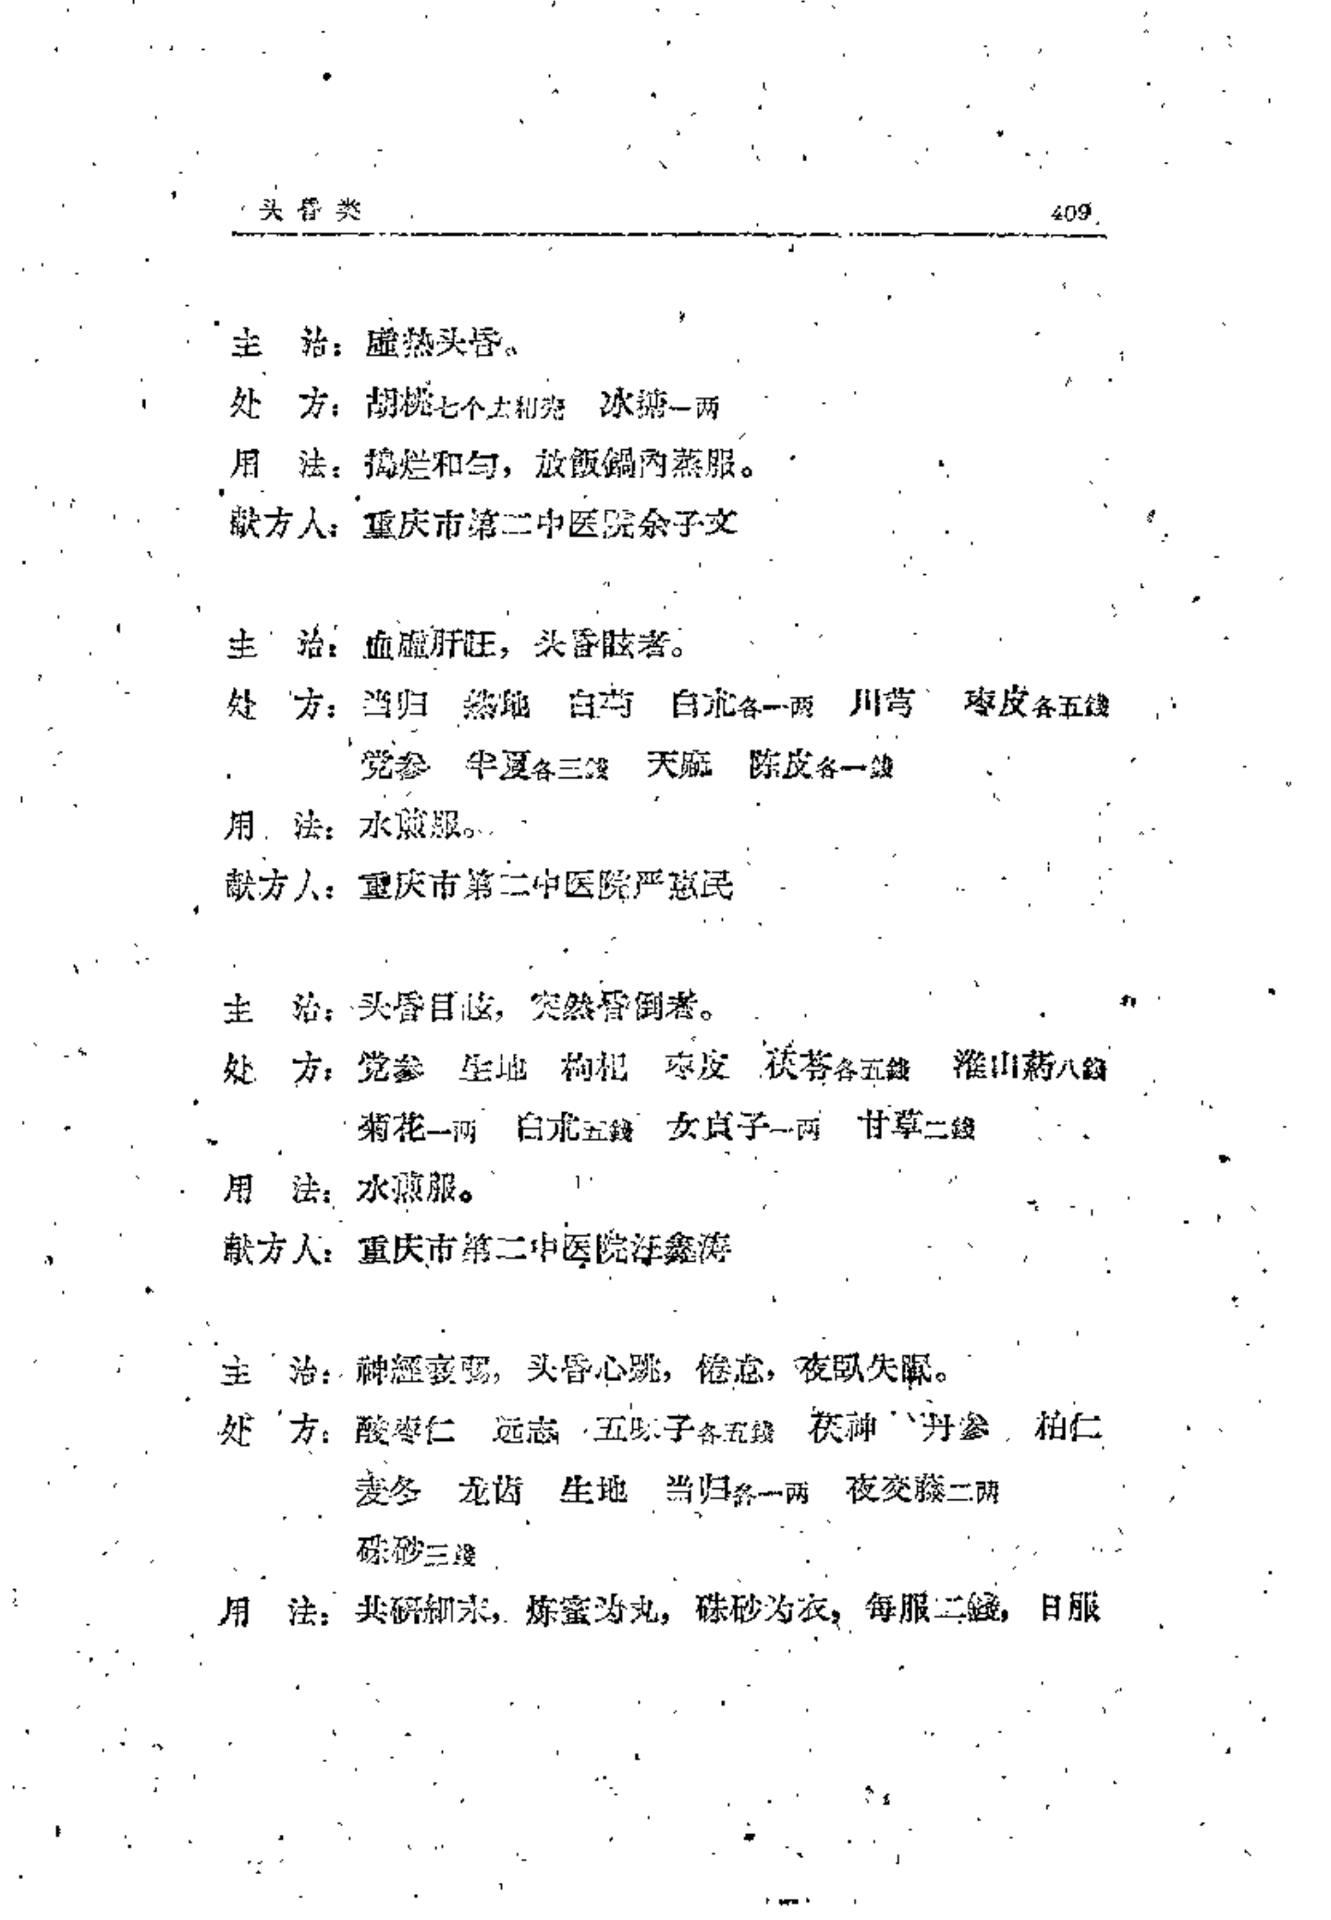 头昏类 409
主　治：虚热头昏。
处　方：胡桃七个去和壳　冰糖一两
用　法：搗烂和匀，放飯鍋內蒸服。
献方人：重庆市第二中医院余子文
主　治：血虚肝旺，头昏眩者。
处　方：当归　熟地　白芍　白朮各一两　川芎　枣皮各五錢
党参　半夏各三錢　天麻　陈皮各一錢
用　法：水煎服。
献方人：重庆市第二中医院严惠民
主　治：头昏目眩，突然昏倒者。
处　方：党参　生地　枸杞　枣皮　茯苓各五錢　淮山葯八錢
菊花一两　白朮五錢　女貞子一两　甘草二錢
用　法：水煎服。
献方人：重庆市第二中医院汪鑫涛
主　治：神經衰弱，头昏心跳，倦怠，夜臥失眠。
处　方：酸枣仁　远志　五味子各五錢　茯神　丹参　柏仁
麦冬　龙齿　生地　当归各一两　夜交藤二两
硃砂三錢
用　法：共研細末，炼蜜为丸，硃砂为衣，每服二錢，日服